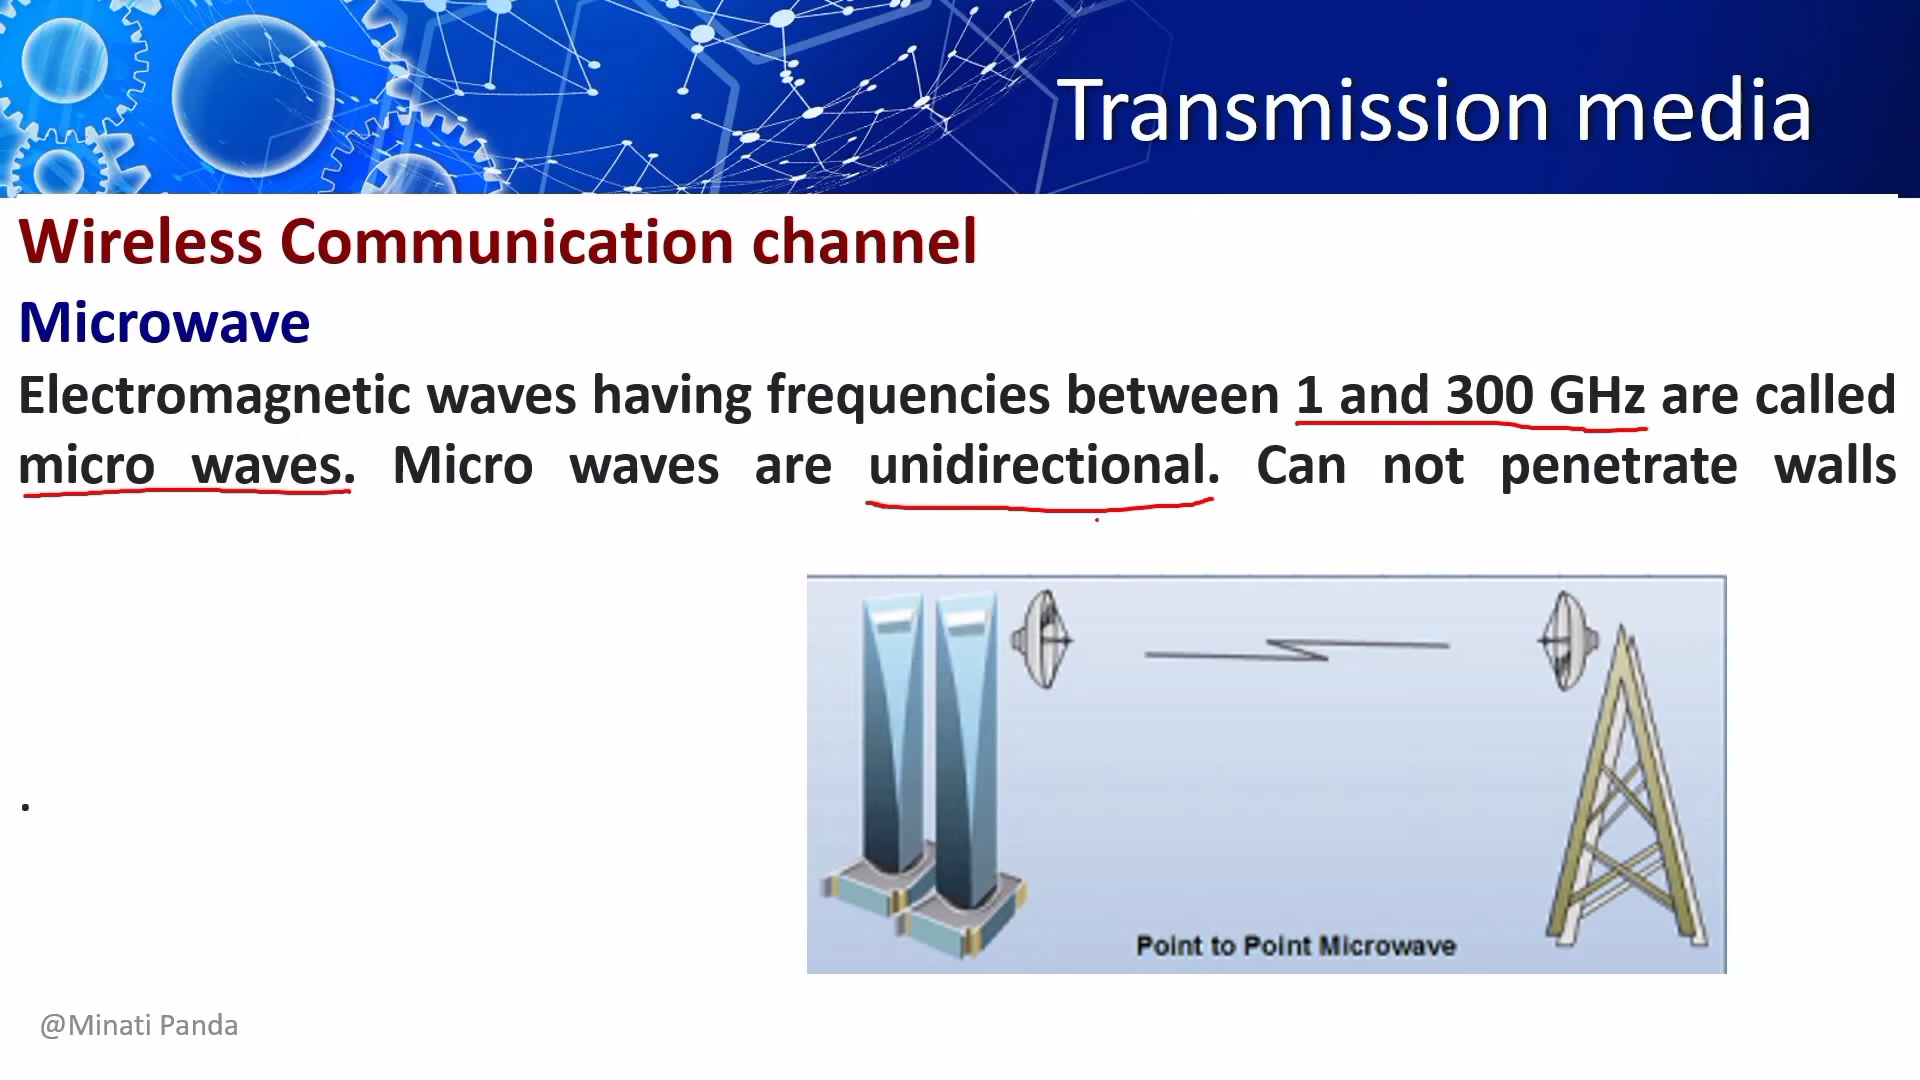 Transmission media
Wireless Communication channel
Microwave
Electromagnetic waves having frequencies between 1 and 300 GHz are called
micro waves. Micro waves are unidirectional. Can not penetrate walls
.
Point to Point Microwave
@Minati Panda